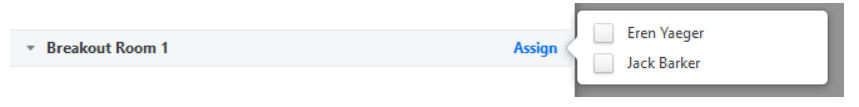 Breakout Room 1 Assign
Eren Yaeger
Jack Barker